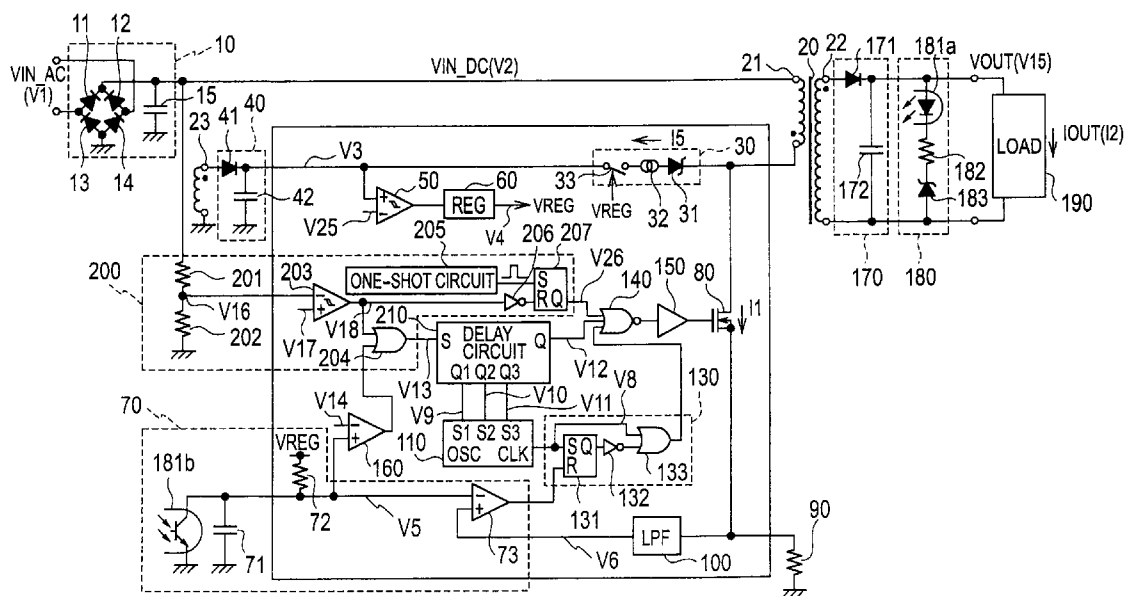 11 12 10
VIN_AC
(V1)
15
13 14
VIN_DC(V2)
21 20 22 171 181a
VOUT(V15)
IOUT(I2)
LOAD
172 182 183 190
170 180
23 41 40
42
V3
50 60
REG
VREG
V25 V4
I5 30
33 32 31
VREG
205 206 207
ONE-SHOT CIRCUIT
S
R Q
V26 140 150 80
I1
200 201 203
V16
202
V17 V18
204
210
DELAY
CIRCUIT
S Q
Q1 Q2 Q3
V13 V12
V9 V10 V11
V8 130
S1 S2 S3
OSC CLK
110
S Q
R
131 132 133
70
V14
160
VREG
181b
71 72
V5
73
V6
LPF
100
90